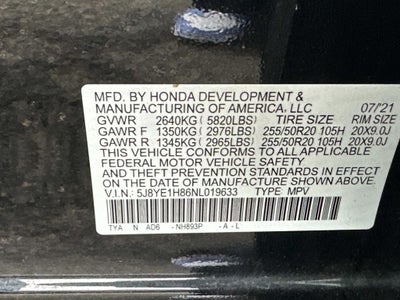 MFD. BY HONDA DEVELOPMENT &
MANUFACTURING OF AMERICA, LLC 07/21
GVWR 2640KG (5820LBS) TIRE SIZE RIM SIZE
GAWR F 1350KG (2976LBS) 255/50R20 105H 20X9.0J
GAWR R 1345KG (2965LBS) 255/50R20 105H 20X9.0J
THIS VEHICLE CONFORMS TO ALL APPLICABLE
FEDERAL MOTOR VEHICLE SAFETY
AND THEFT PREVENTION STANDARDS IN EFFECT
ON THE DATE OF MANUFACTURE SHOWN ABOVE.
V.I.N.: 5J8YE1H86NL019633 TYPE: MPV
TYA N AD6 -NH893P -A -L